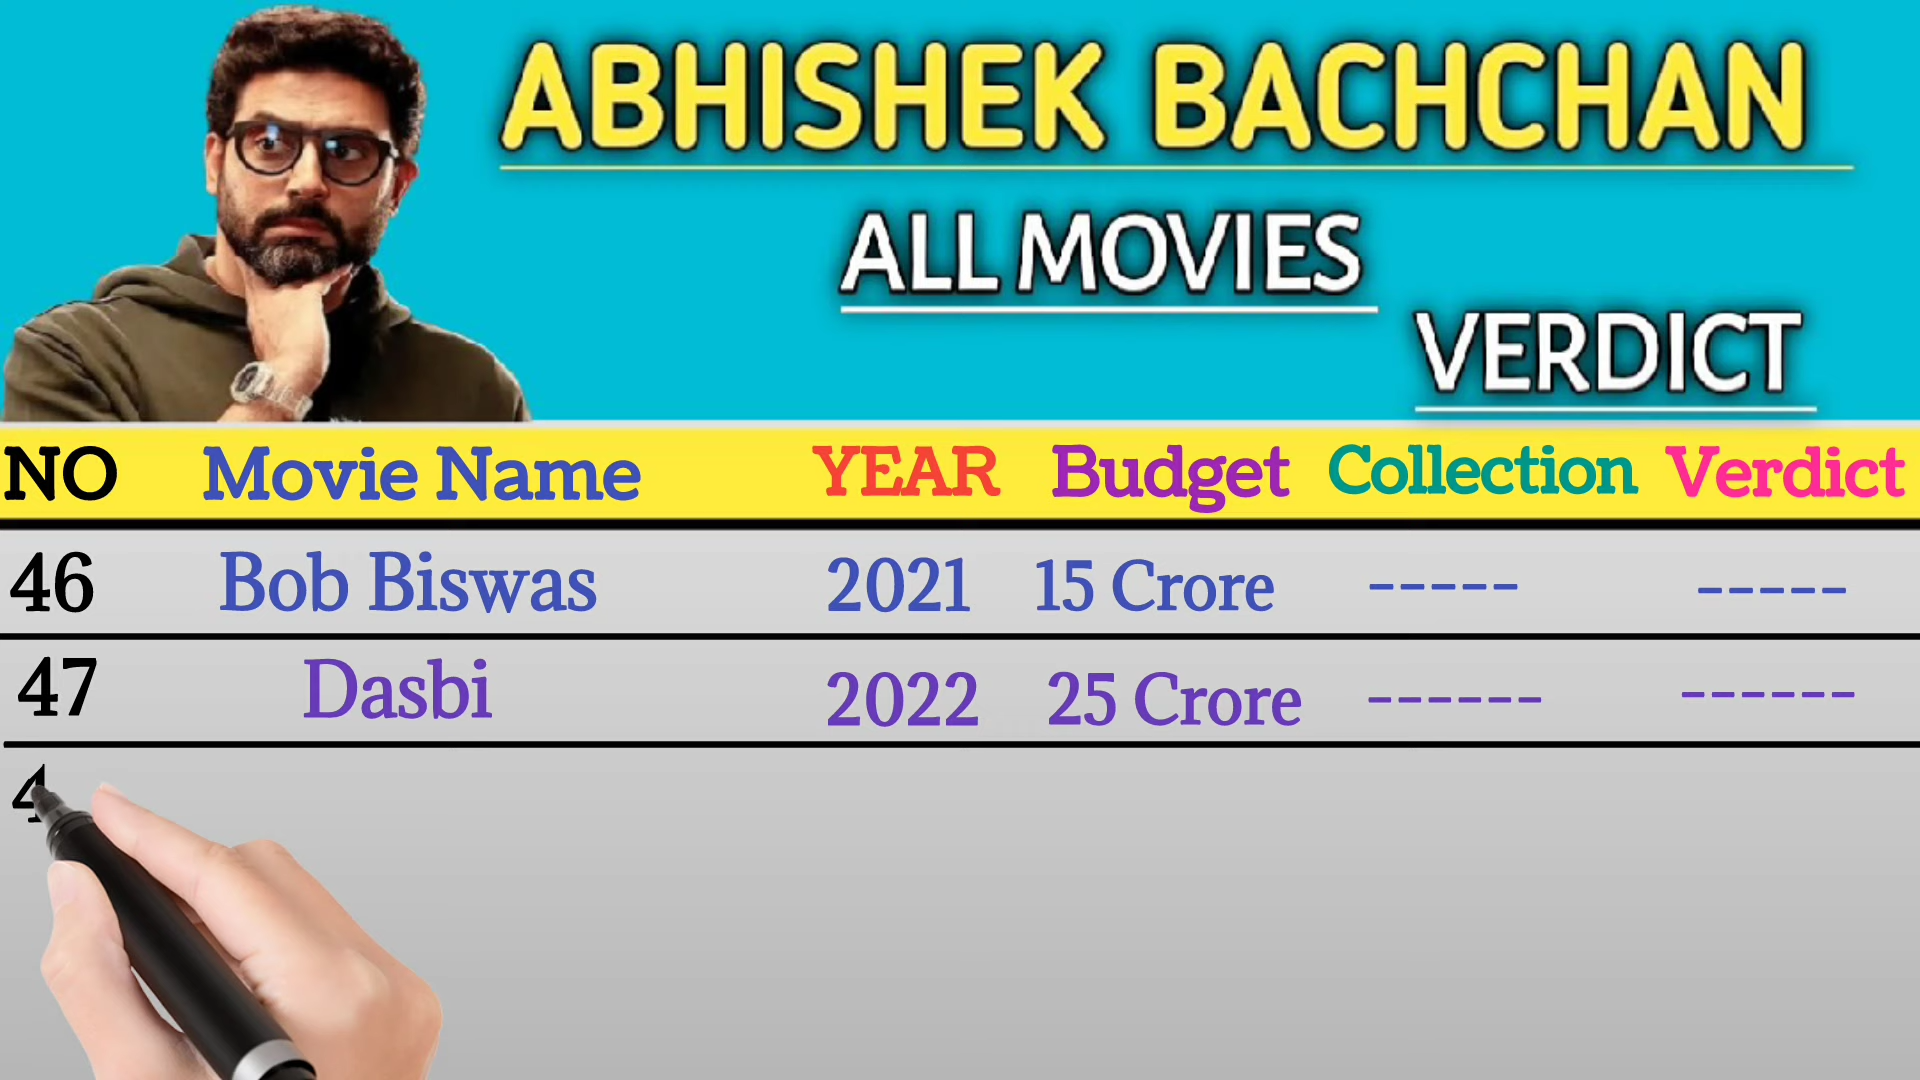 ABHISHEK BACHCHAN
ALL MOVIES
VERDICT
NO Movie Name YEAR Budget Collection Verdict
46 Bob Biswas 2021 15 Crore ----- -----
47 Dasbi 2022 25 Crore ------ ------
4